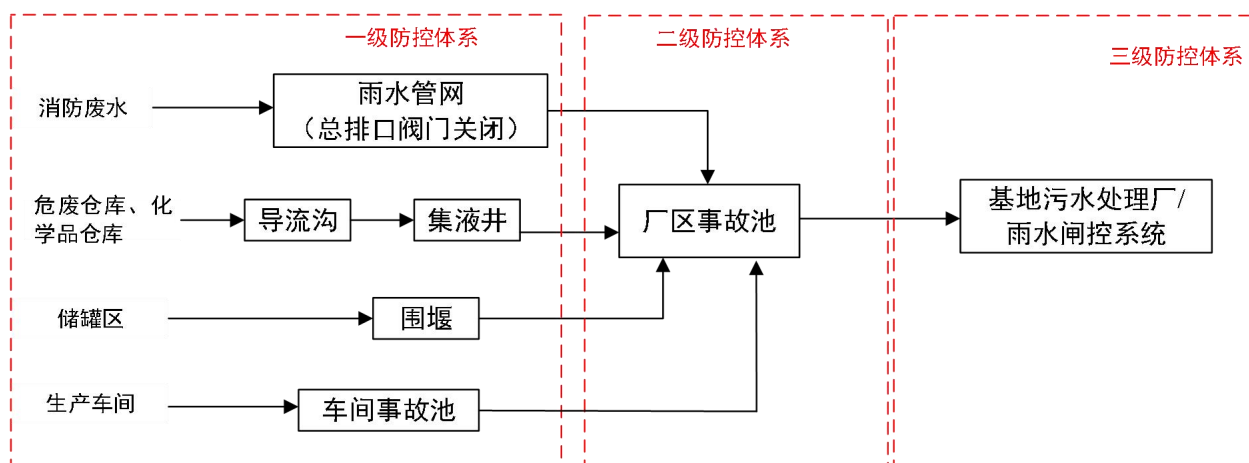 一级防控体系
二级防控体系
三级防控体系
消防废水
雨水管网
（总排口阀门关闭）
危废仓库、化
学品仓库
导流沟
集液井
厂区事故池
基地污水处理厂/
雨水闸控系统
储罐区
围堰
生产车间
车间事故池